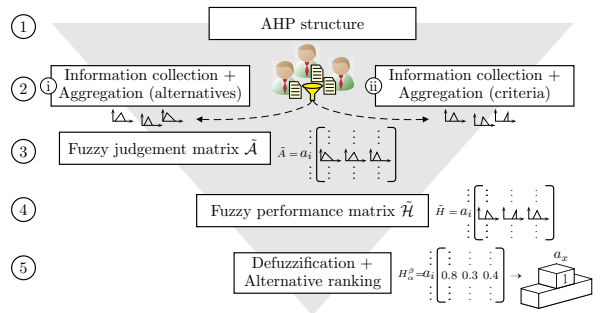 1 AHP structure
i Information collection +
Aggregation (alternatives)
ii Information collection +
Aggregation (criteria)
2
3 Fuzzy judgement matrix Ã
Ã = a_i
4 Fuzzy performance matrix H̃
H̃ = a_i
5 Defuzzification +
Alternative ranking
H_α^β = a_i 0.8 0.3 0.4 →
a_x
1